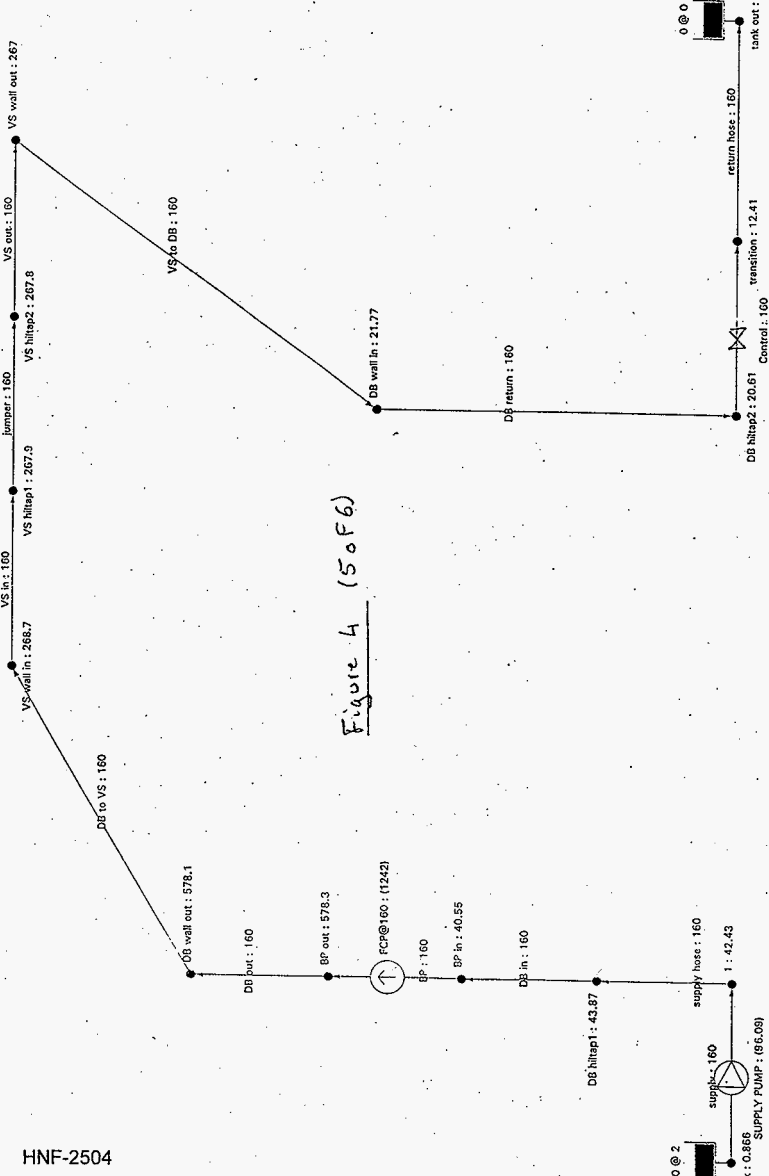 0 @ 0
tank out :
return hose : 160
transition : 12.41
Control : 160
DB hiltap2 : 20.61
DB return : 160
DB wall in : 21.77
VS to DB : 160
VS wall out : 267
VS out : 160
VS hiltap2 : 267.8
jumper : 160
VS hiltap1 : 267.9
VS in : 160
VS wall in : 268.7
DB to VS : 160
DB wall out : 578.1
DB out : 160
BP out : 578.3
FCP@160 : (1242)
BP : 160
BP in : 40.55
DB in : 160
DB hiltap1 : 43.87
supply hose : 160
1 : 42.43
supply : 160
SUPPLY PUMP : (96.09)
0 @ 2
: 0.866
Figure 4 (5 of 6)
HNF-2504